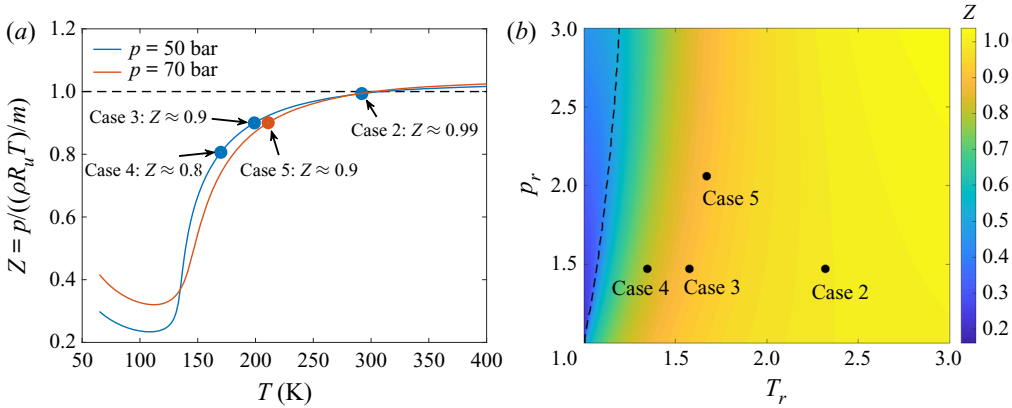 (a)
1.2
1.0
0.8
0.6
0.4
0.2
Z = p/((ρR_uT)/m)
p = 50 bar
p = 70 bar
Case 3: Z ≈ 0.9
Case 4: Z ≈ 0.8
Case 5: Z ≈ 0.9
Case 2: Z ≈ 0.99
50 100 150 200 250 300 350 400
T (K)
(b)
3.0
2.5
2.0
1.5
1.0
p_r
Case 5
Case 4
Case 3
Case 2
1.0 1.5 2.0 2.5 3.0
T_r
Z
1.0
0.9
0.8
0.7
0.6
0.5
0.4
0.3
0.2